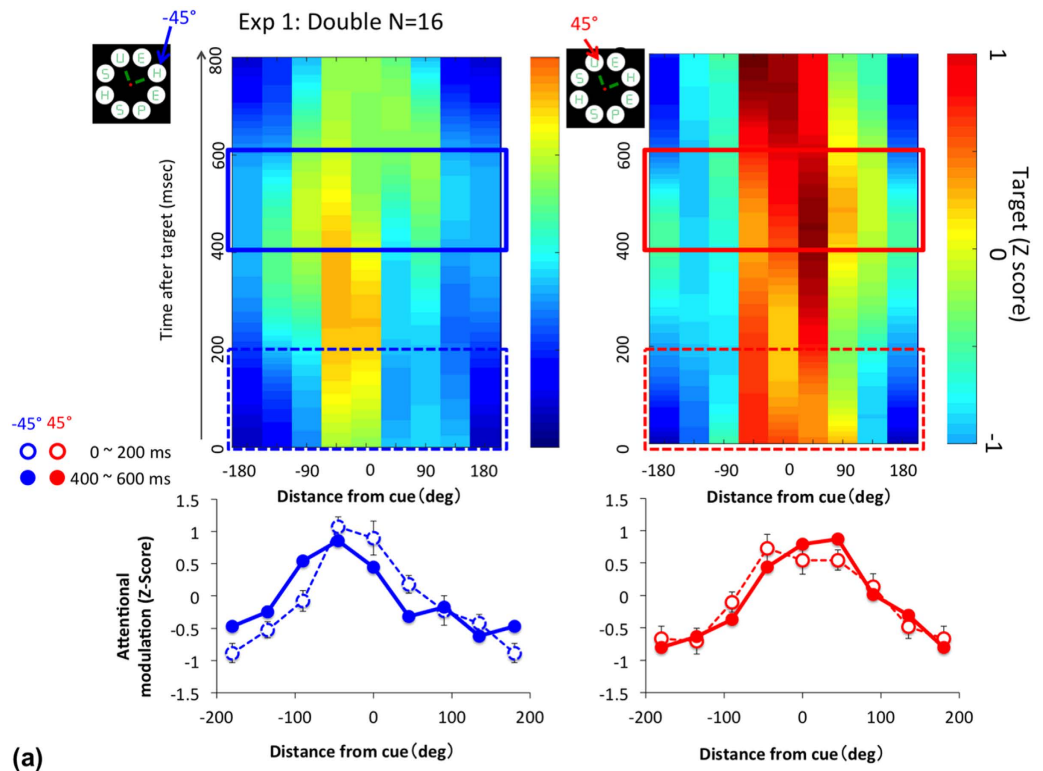 -45°
Exp 1: Double N=16
45°
U E
S H
H E
S P
U E
S H
H E
S P
Time after target (msec)
800
600
400
200
0
-180 -90 0 90 180
Distance from cue (deg)
600
400
200
0
-180 -90 0 90 180
Distance from cue (deg)
1
0
-1
Target (Z score)
-45° 45°
0 ~ 200 ms
400 ~ 600 ms
Attentional
modulation (Z-Score)
1.5
1
0.5
0
-0.5
-1
-1.5
-200 -100 0 100 200
Distance from cue (deg)
1.5
1
0.5
0
-0.5
-1
-1.5
-200 -100 0 100 200
Distance from cue (deg)
(a)